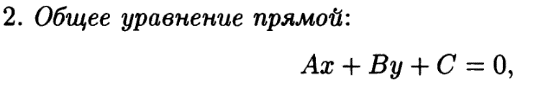 2. Общее уравнение прямой:
Ax + By + C = 0,